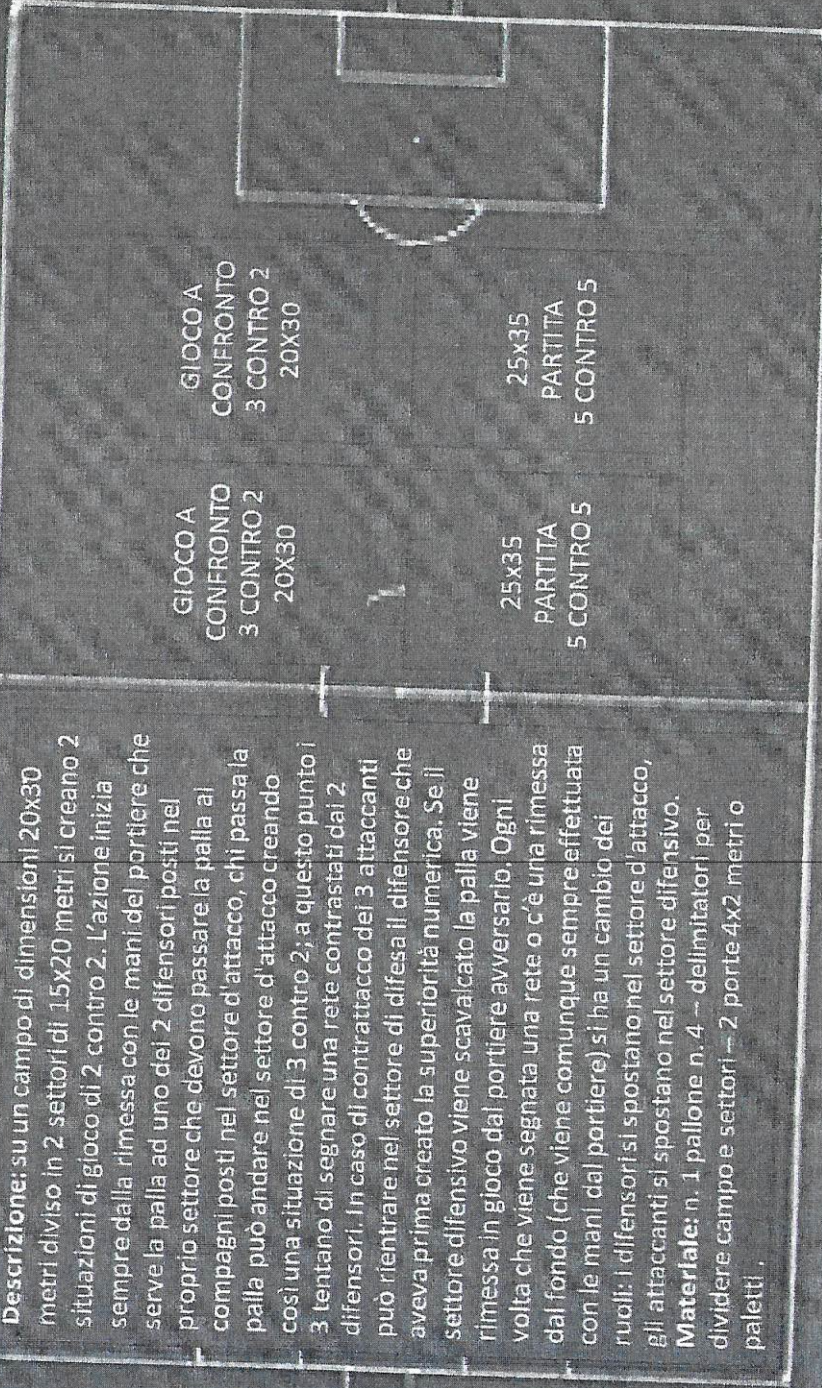 Descrizione: su un campo di dimensioni 20x30
metri diviso in 2 settori di 15x20 metri si creano 2
situazioni di gioco di 2 contro 2. L'azione inizia
sempre dalla rimessa con le mani del portiere che
serve la palla ad uno dei 2 difensori posti nel
proprio settore che devono passare la palla ai
compagni posti nel settore d'attacco, chi passa la
palla può andare nel settore d'attacco creando
così una situazione di 3 contro 2; a questo punto i
3 tentano di segnare una rete contrastati dai 2
difensori. In caso di contrattacco dei 3 attaccanti
può rientrare nel settore di difesa il difensore che
aveva prima creato la superiorità numerica. Se il
settore difensivo viene scavalcato la palla viene
rimessa in gioco dal portiere avversario. Ogni
volta che viene segnata una rete o c'è una rimessa
dal fondo (che viene comunque sempre effettuata
con le mani dal portiere) si ha un cambio dei
ruoli: i difensori si spostano nel settore d'attacco,
gli attaccanti si spostano nel settore difensivo.
Materiale: n. 1 pallone n. 4 – delimitatori per
dividere campo e settori – 2 porte 4x2 metri o
paletti .
GIOCO A
CONFRONTO
3 CONTRO 2
20X30
25x35
PARTITA
5 CONTRO 5
GIOCO A
CONFRONTO
3 CONTRO 2
20X30
25x35
PARTITA
5 CONTRO 5